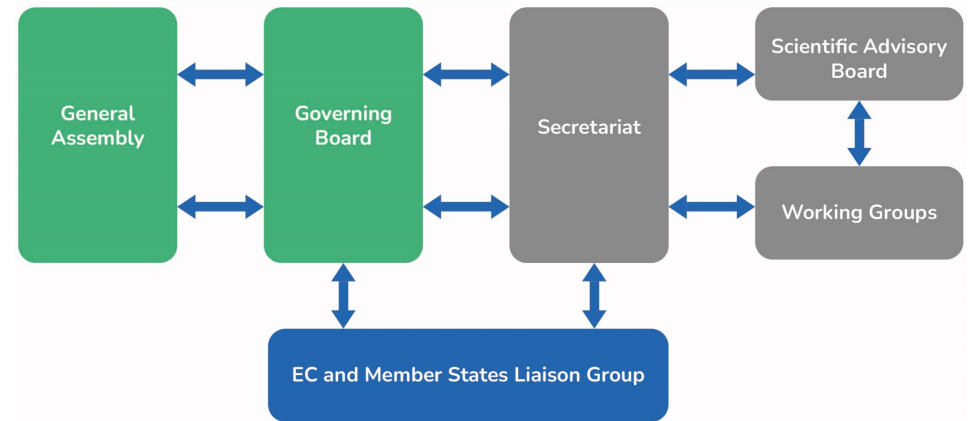 General
Assembly
Governing
Board
Secretariat
Scientific Advisory
Board
Working Groups
EC and Member States Liaison Group